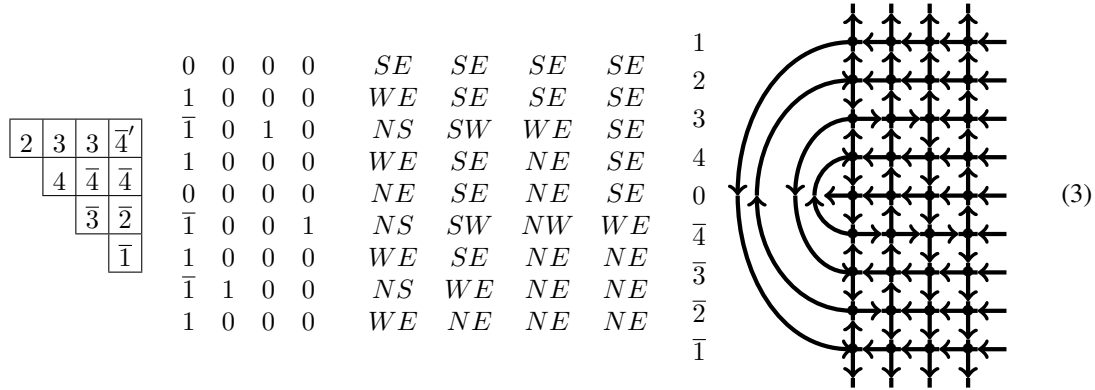 2 3 3 4̅′
4 4̅ 4̅
3̅ 2̅
1̅
0 0 0 0
1 0 0 0
1̅ 0 1 0
1 0 0 0
0 0 0 0
1̅ 0 0 1
1 0 0 0
1̅ 1 0 0
1 0 0 0
SE SE SE SE
WE SE SE SE
NS SW WE SE
WE SE NE SE
NE SE NE SE
NS SW NW WE
WE SE NE NE
NS WE NE NE
WE NE NE NE
1
2
3
4
0
4̅
3̅
2̅
1̅
(3)